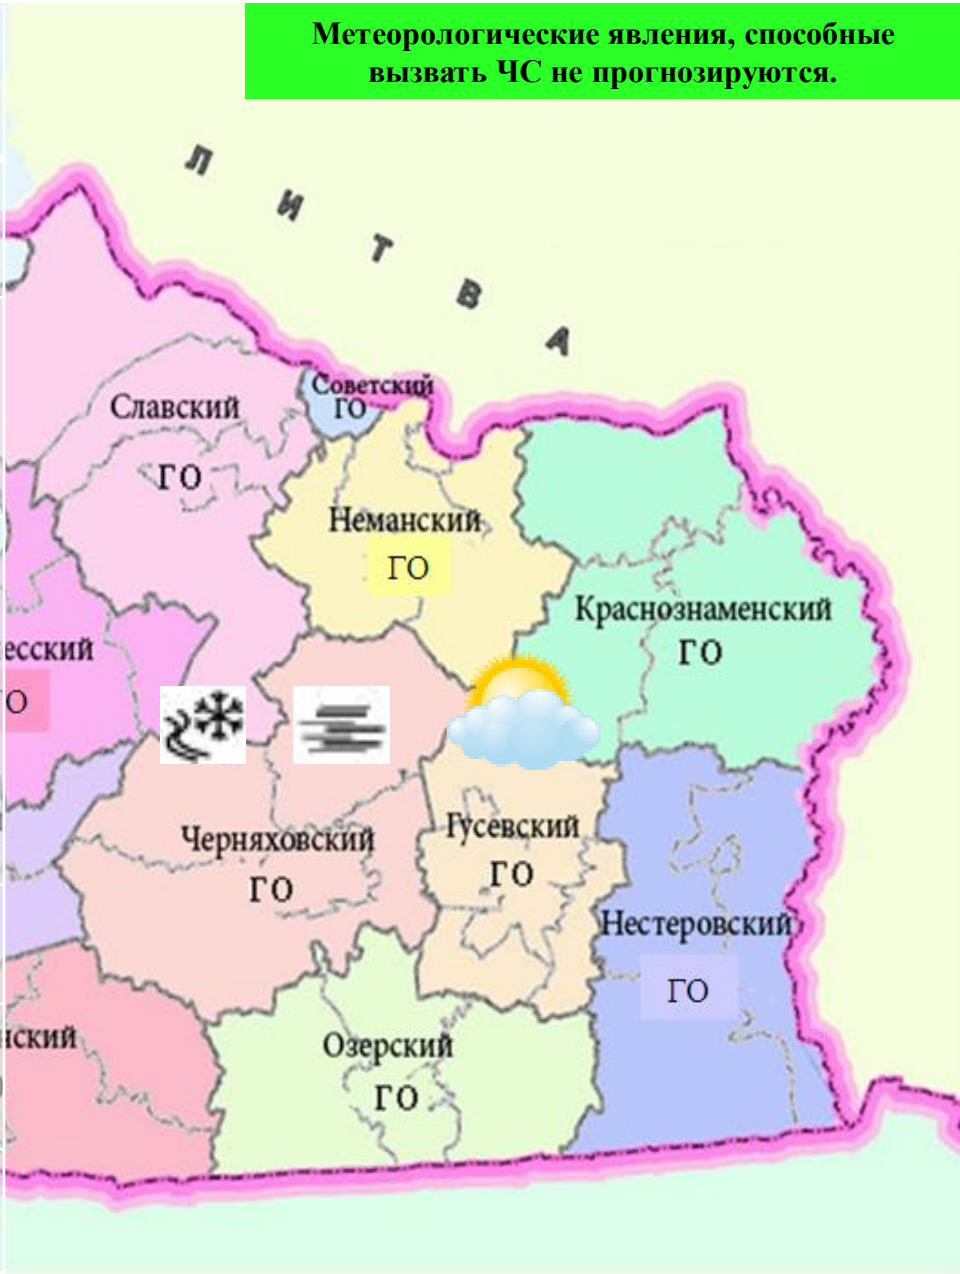 Метеорологические явления, способные
вызвать ЧС не прогнозируются.
Л И Т В А
Советский
ГО
Славский
ГО
Неманский
ГО
Краснознаменский
ГО
есский
О
Черняховский
ГО
Гусевский
ГО
Нестеровский
ГО
нский
Озерский
ГО